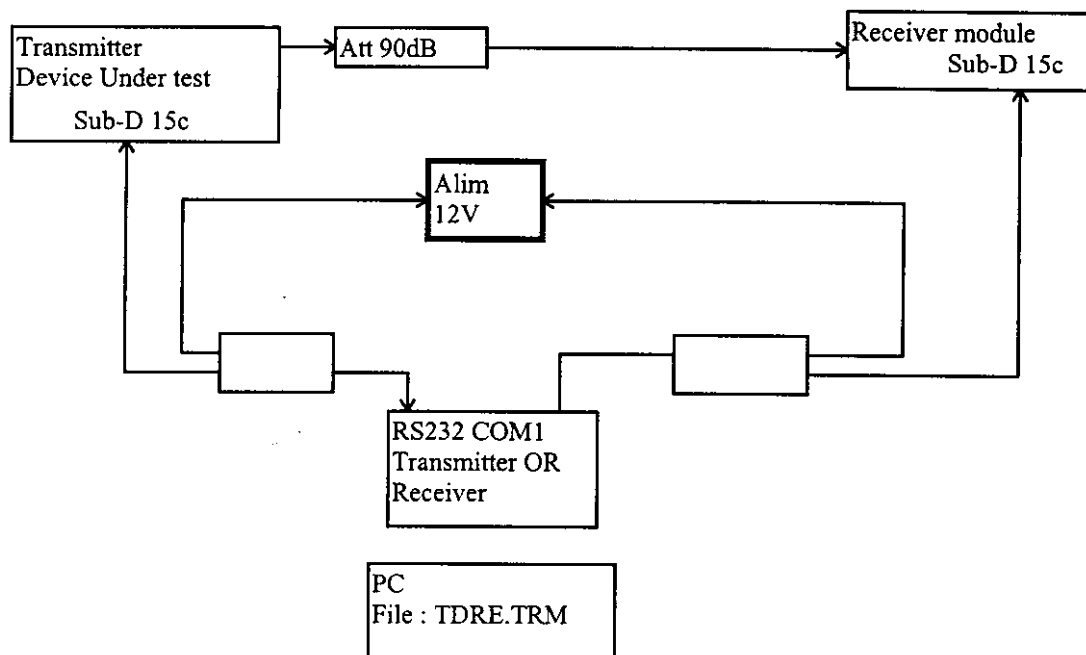 Transmitter
Device Under test
Sub-D 15c
Att 90dB
Receiver module
Sub-D 15c
Alim
12V
RS232 COM1
Transmitter OR
Receiver
PC
File : TDRE.TRM